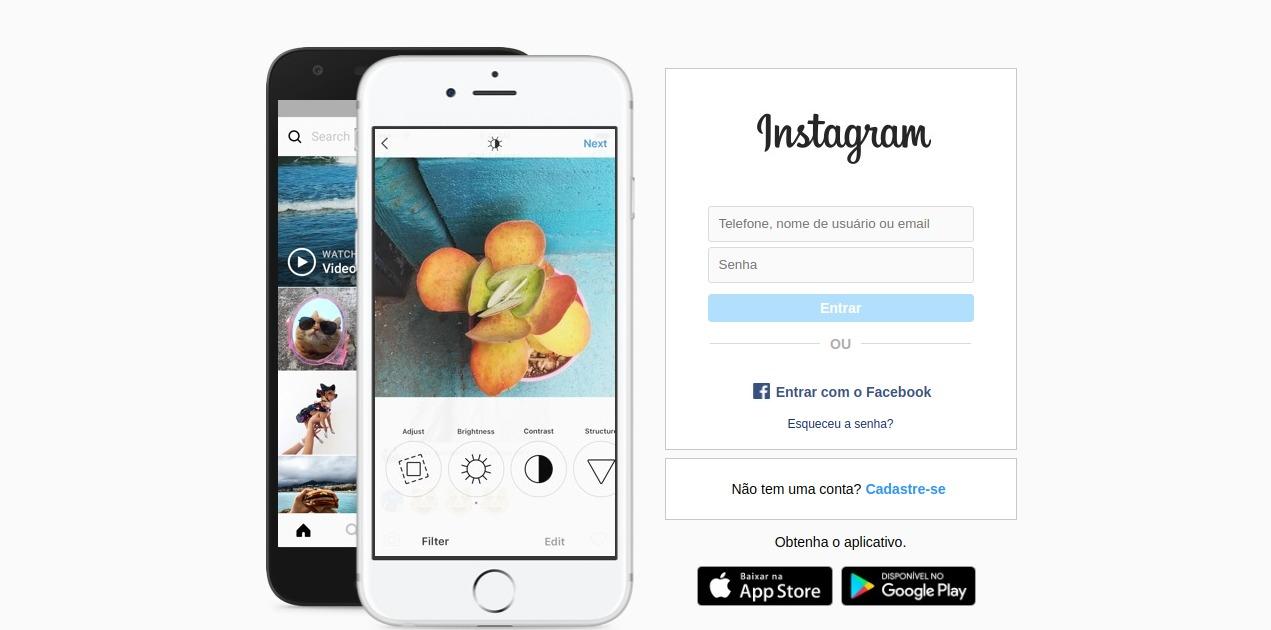 Search
WATCH
Video
Next
Adjust
Brightness
Contrast
Structure
Filter
Edit
Instagram
Telefone, nome de usuário ou email
Senha
Entrar
OU
Entrar com o Facebook
Esqueceu a senha?
Não tem uma conta? Cadastre-se
Obtenha o aplicativo.
Baixar na
App Store
DISPONÍVEL NO
Google Play